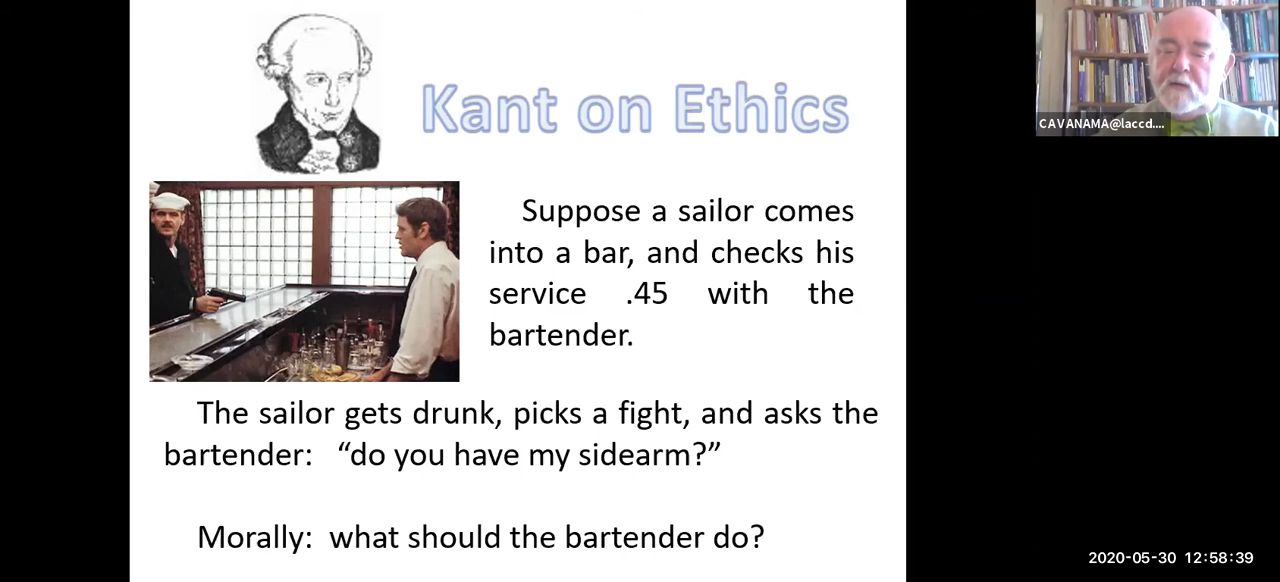 Kant on Ethics
CAVANAMA@laccd....
Suppose a sailor comes
into a bar, and checks his
service .45 with the
bartender.
The sailor gets drunk, picks a fight, and asks the
bartender: “do you have my sidearm?”
Morally: what should the bartender do?
2020-05-30 12:58:39